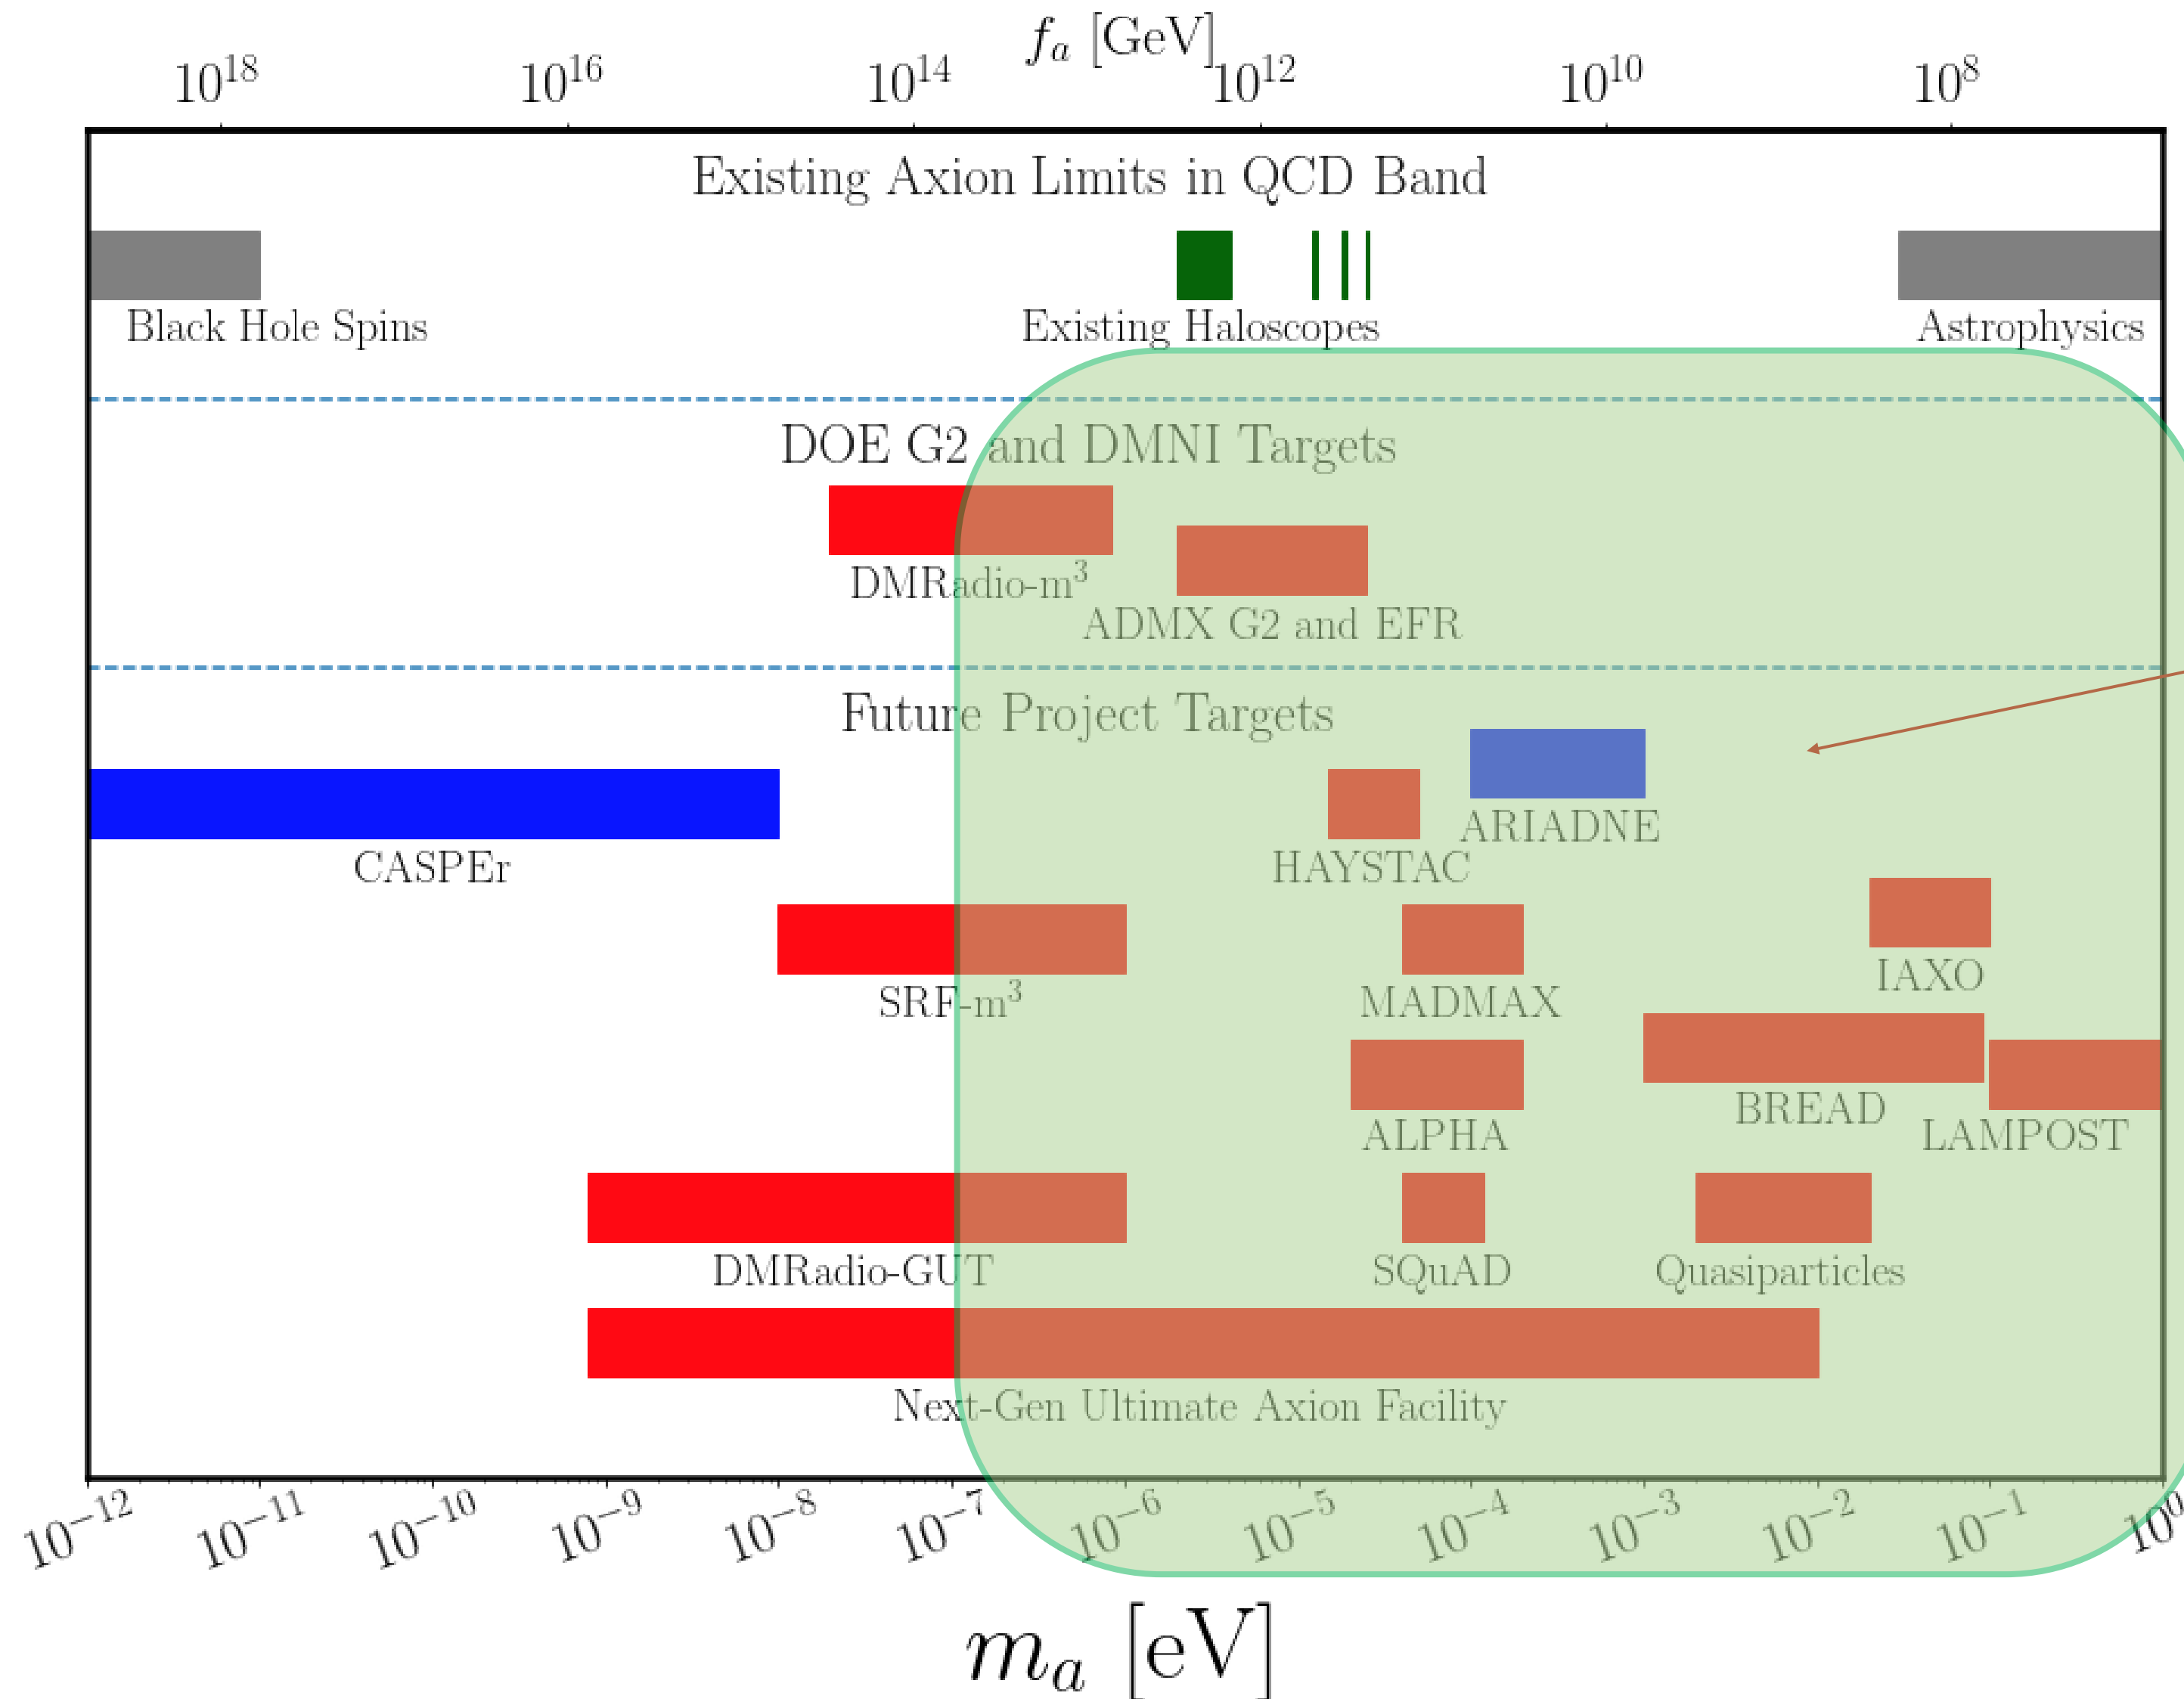 f_a [GeV]
10^18 10^16 10^14 10^12 10^10 10^8
Existing Axion Limits in QCD Band
Black Hole Spins Existing Haloscopes Astrophysics
DOE G2 and DMNI Targets
DMRadio-m^3
ADMX G2 and EFR
Future Project Targets
ARIADNE
CASPEr HAYSTAC
IAXO
SRF-m^3 MADMAX
BREAD
ALPHA LAMPOST
DMRadio-GUT SQuAD Quasiparticles
Next-Gen Ultimate Axion Facility
10^−12 10^−11 10^−10 10^−9 10^−8 10^−7 10^−6 10^−5 10^−4 10^−3 10^−2 10^−1 10^0
m_a [eV]